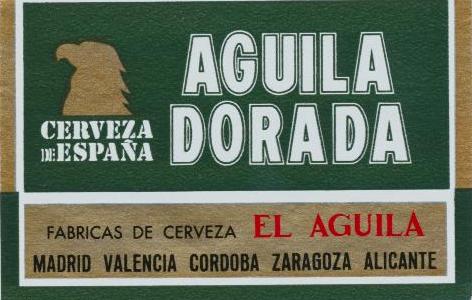 AGUILA
DORADA
CERVEZA
DE ESPAÑA
FABRICAS DE CERVEZA EL AGUILA
MADRID VALENCIA CORDOBA ZARAGOZA ALICANTE